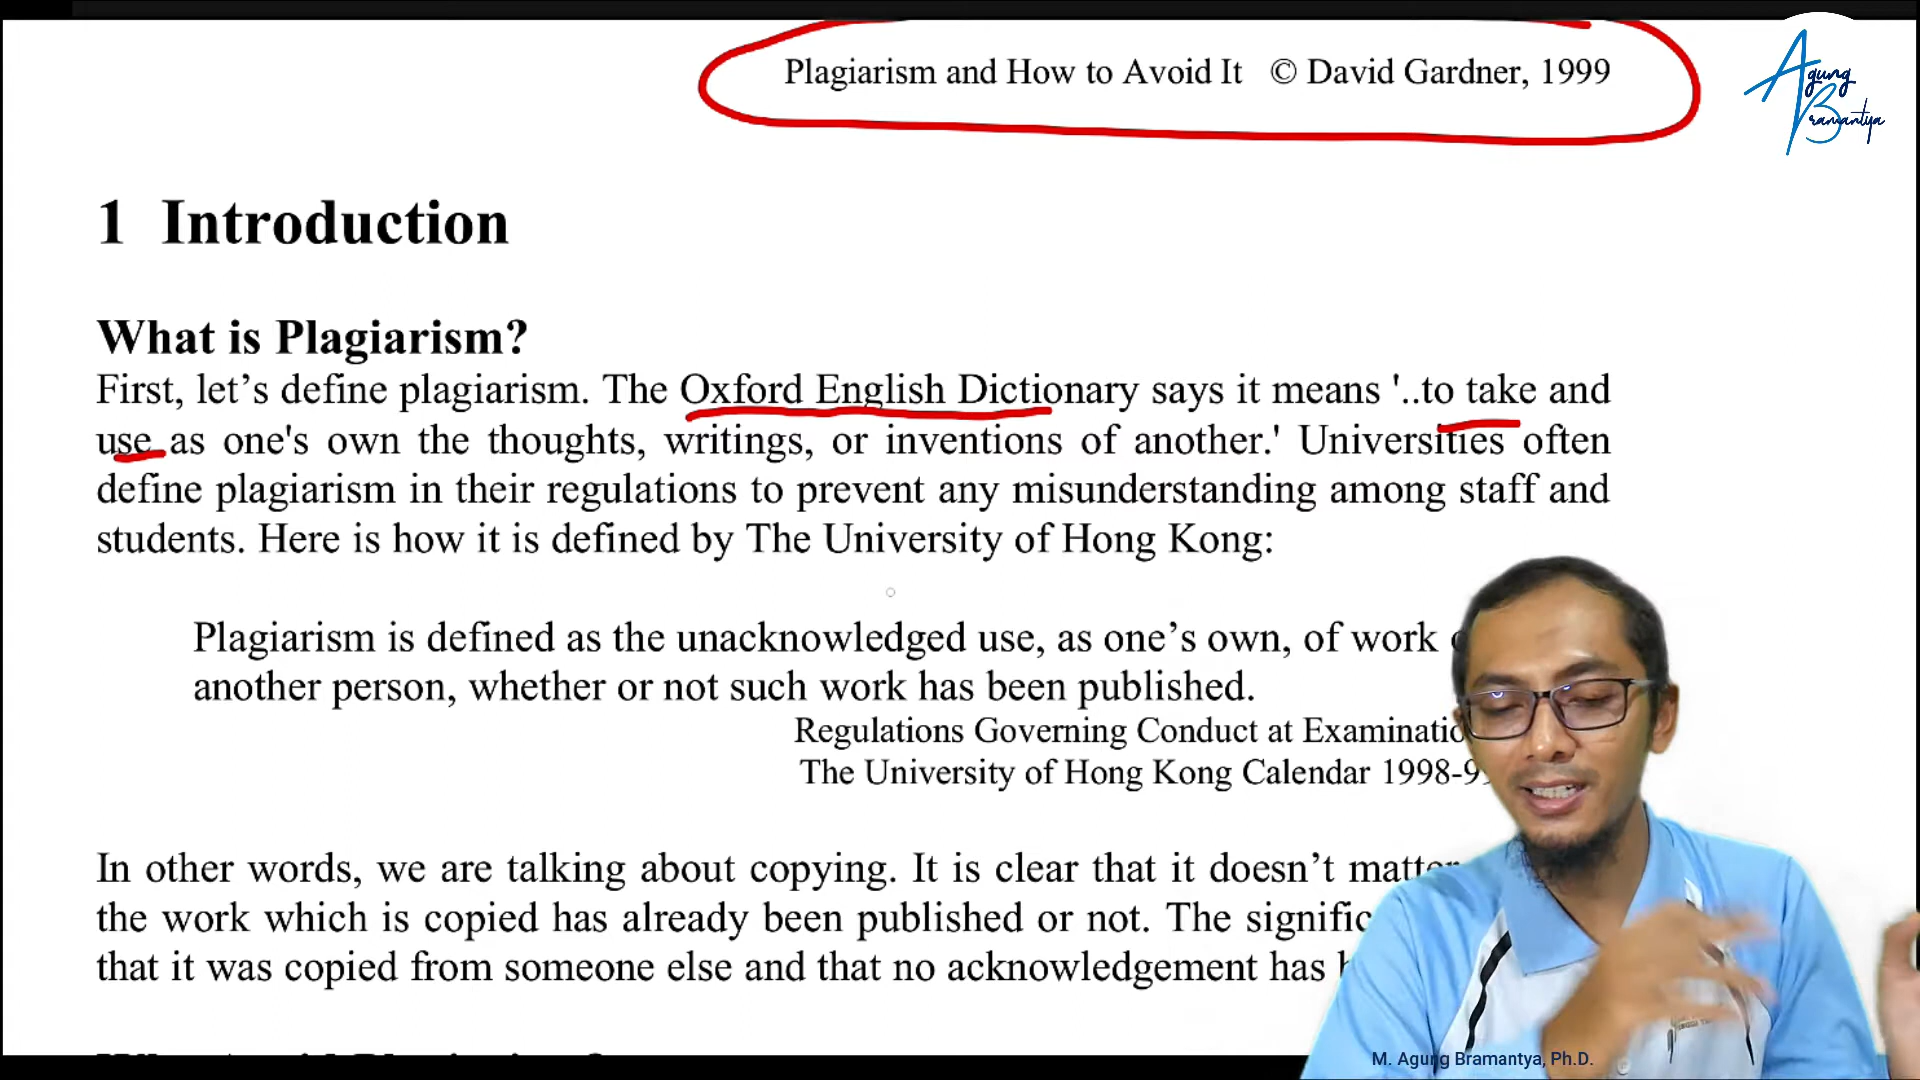 Plagiarism and How to Avoid It © David Gardner, 1999
Agung
Bramantya
1 Introduction
What is Plagiarism?
First, let’s define plagiarism. The Oxford English Dictionary says it means '..to take and
use as one's own the thoughts, writings, or inventions of another.' Universities often
define plagiarism in their regulations to prevent any misunderstanding among staff and
students. Here is how it is defined by The University of Hong Kong:
Plagiarism is defined as the unacknowledged use, as one’s own, of work
another person, whether or not such work has been published.
Regulations Governing Conduct at
The University of Hong Kong Calendar
In other words, we are talking about copying. It is clear that it doesn’t
the work which is copied has already been published or not. The
that it was copied from someone else and that no acknowledgement has
M. Agung Bramantya, Ph.D.